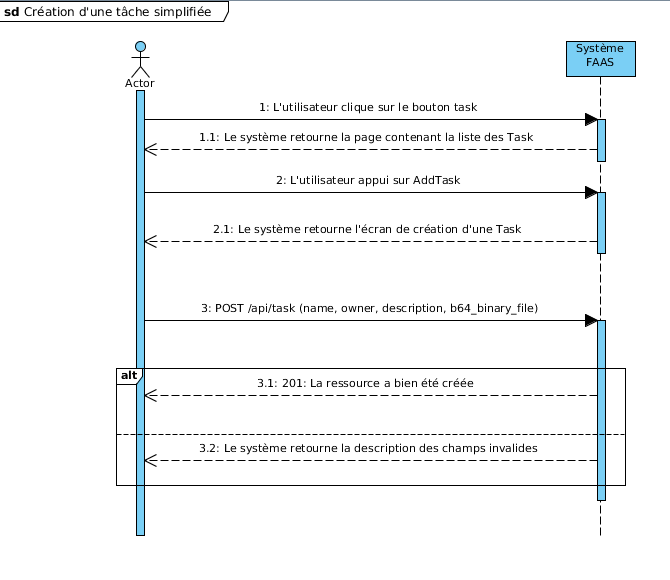 sd Création d'une tâche simplifiée
Système
FAAS
Actor
1: L'utilisateur clique sur le bouton task
1.1: Le système retourne la page contenant la liste des Task
2: L'utilisateur appui sur AddTask
2.1: Le système retourne l'écran de création d'une Task
3: POST /api/task (name, owner, description, b64_binary_file)
alt
3.1: 201: La ressource a bien été créée
3.2: Le système retourne la description des champs invalides